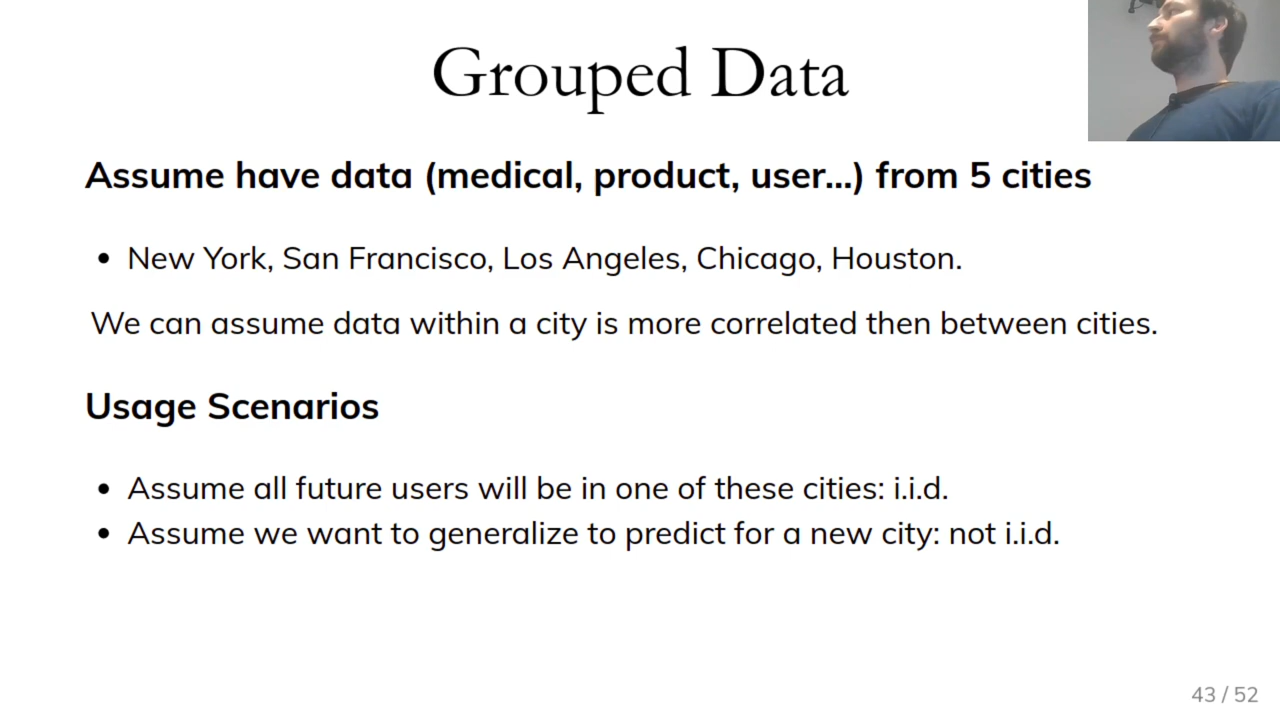 Grouped Data
Assume have data (medical, product, user...) from 5 cities
• New York, San Francisco, Los Angeles, Chicago, Houston.
We can assume data within a city is more correlated then between cities.
Usage Scenarios
• Assume all future users will be in one of these cities: i.i.d.
• Assume we want to generalize to predict for a new city: not i.i.d.
43 / 52